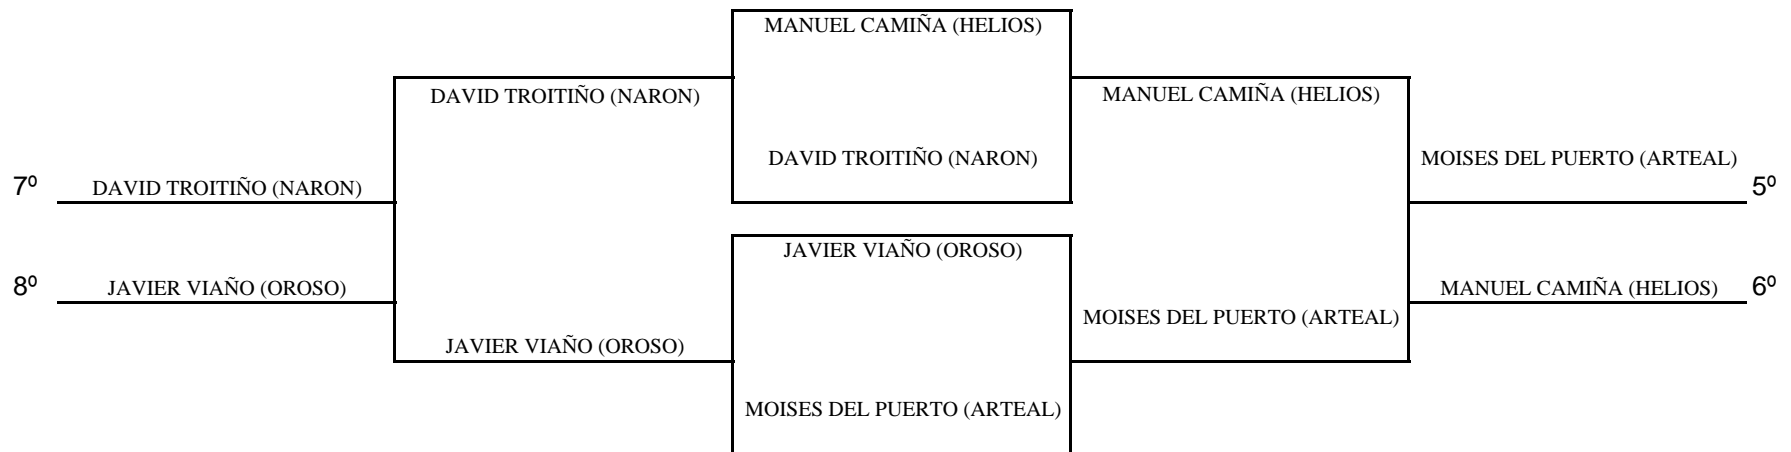 MANUEL CAMIÑA (HELIOS)
DAVID TROITIÑO (NARON)
MANUEL CAMIÑA (HELIOS)
DAVID TROITIÑO (NARON)
MOISES DEL PUERTO (ARTEAL)
7º
DAVID TROITIÑO (NARON)
5º
JAVIER VIAÑO (OROSO)
8º
JAVIER VIAÑO (OROSO)
MANUEL CAMIÑA (HELIOS)
6º
MOISES DEL PUERTO (ARTEAL)
JAVIER VIAÑO (OROSO)
MOISES DEL PUERTO (ARTEAL)